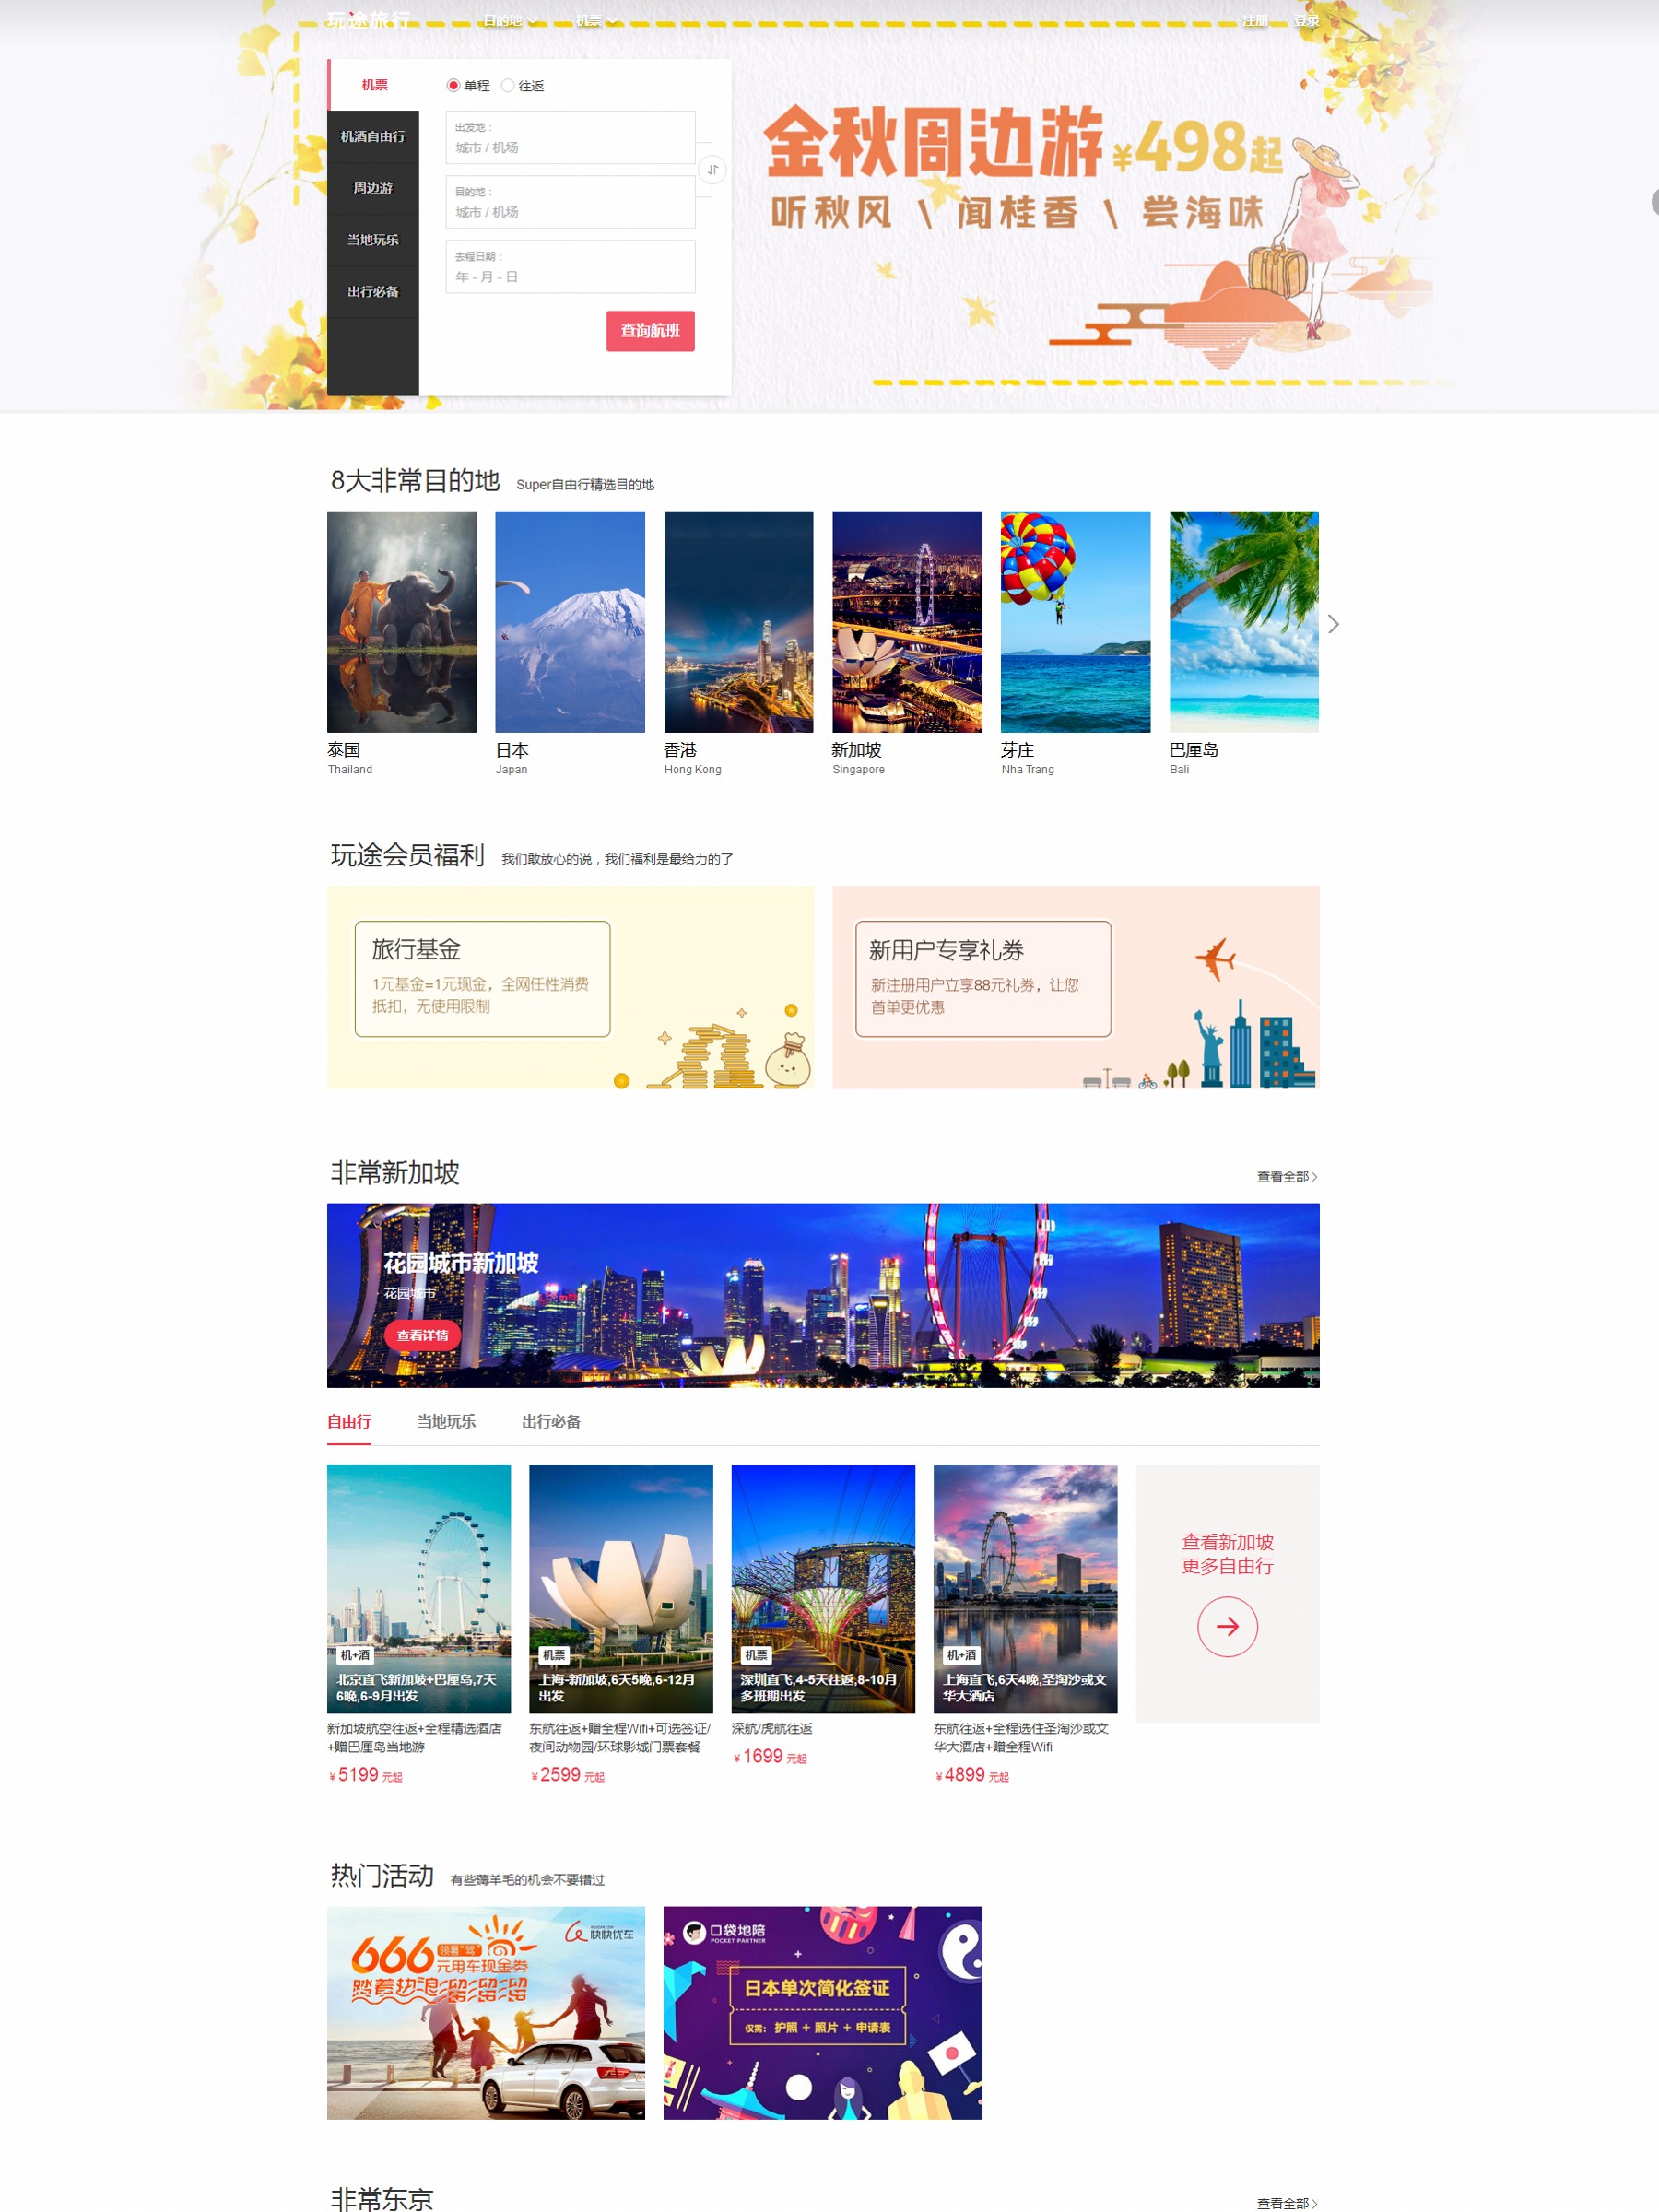 玩途旅行
目的地
机票
注册
登录
机票
机酒自由行
周边游
当地玩乐
出行必备
单程
往返
出发地：
城市 / 机场
目的地：
城市 / 机场
去程日期：
年 - 月 - 日
查询航班
金秋周边游 ¥498起
听秋风 \ 闻桂香 \ 尝海味
8大非常目的地 Super自由行精选目的地
泰国
Thailand
日本
Japan
香港
Hong Kong
新加坡
Singapore
芽庄
Nha Trang
巴厘岛
Bali
玩途会员福利 我们敢放心的说，我们福利是最给力的了
旅行基金
1元基金=1元现金，全网任性消费
抵扣，无使用限制
新用户专享礼券
新注册用户立享88元礼券，让您
首单更优惠
非常新加坡
查看全部
花园城市新加坡
花园城市
查看详情
自由行
当地玩乐
出行必备
机+酒
北京直飞新加坡+巴厘岛,7天
6晚,6-9月出发
新加坡航空往返+全程精选酒店
+赠巴厘岛当地游
¥5199 元起
机票
上海-新加坡,6天5晚,6-12月
出发
东航往返+赠全程Wifi+可选签证/
夜间动物园/环球影城门票套餐
¥2599 元起
机票
深圳直飞,4-5天往返,8-10月
多班期出发
深航/虎航往返
¥1699 元起
机+酒
上海直飞,6天4晚,圣淘沙或文
华大酒店
东航往返+全程选住圣淘沙或文
华大酒店+赠全程Wifi
¥4899 元起
查看新加坡
更多自由行
热门活动 有些薅羊毛的机会不要错过
快快优车
666 领暑"驾"
元用车现金券
踏着热浪 溜溜溜
口袋地陪
POCKET PARTNER
日本单次简化签证
仅需: 护照 + 照片 + 申请表
非常东京
查看全部